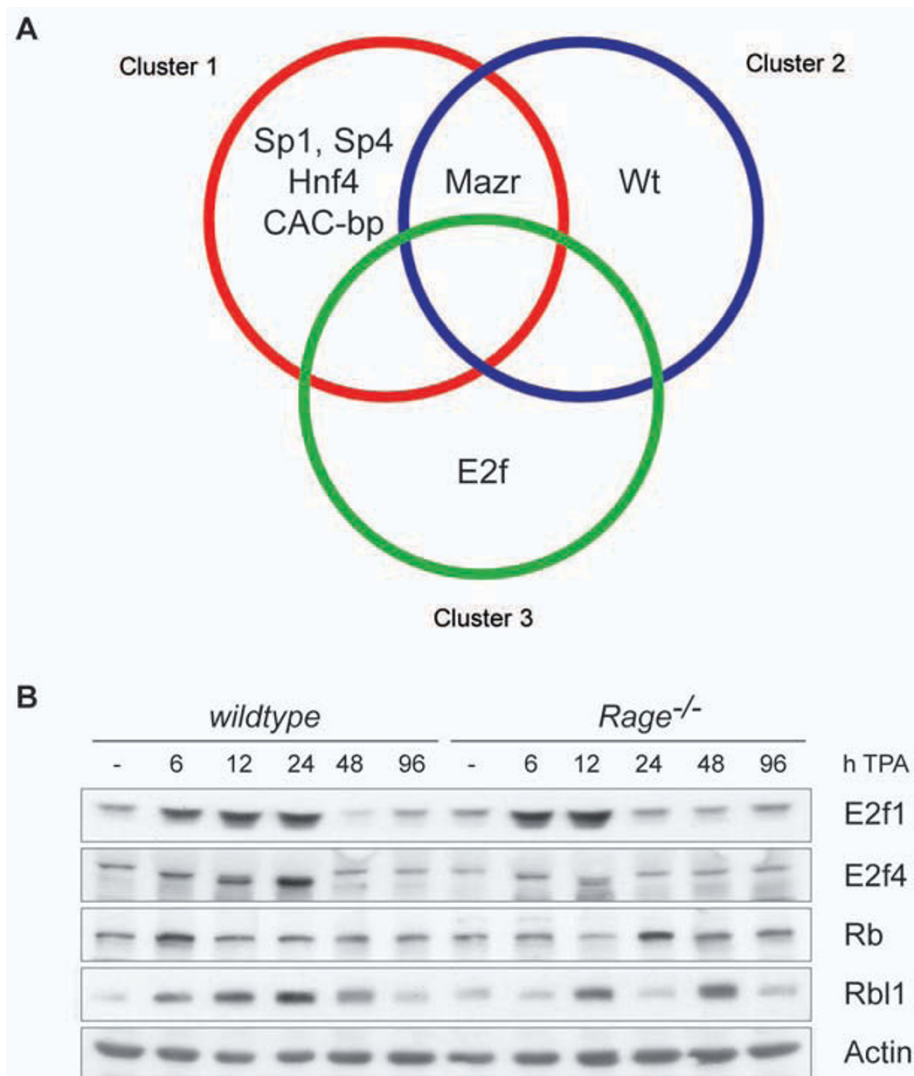 A
Cluster 1
Cluster 2
Sp1, Sp4
Hnf4
CAC-bp
Mazr
Wt
E2f
Cluster 3
B
wildtype
Rage-/-
- 6 12 24 48 96 - 6 12 24 48 96 h TPA
E2f1
E2f4
Rb
Rbl1
Actin